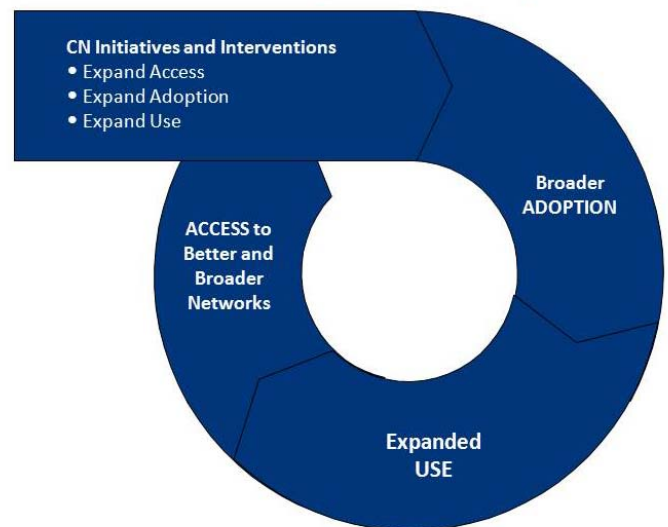 CN Initiatives and Interventions
• Expand Access
• Expand Adoption
• Expand Use
Broader
ADOPTION
Expanded
USE
ACCESS to
Better and
Broader
Networks